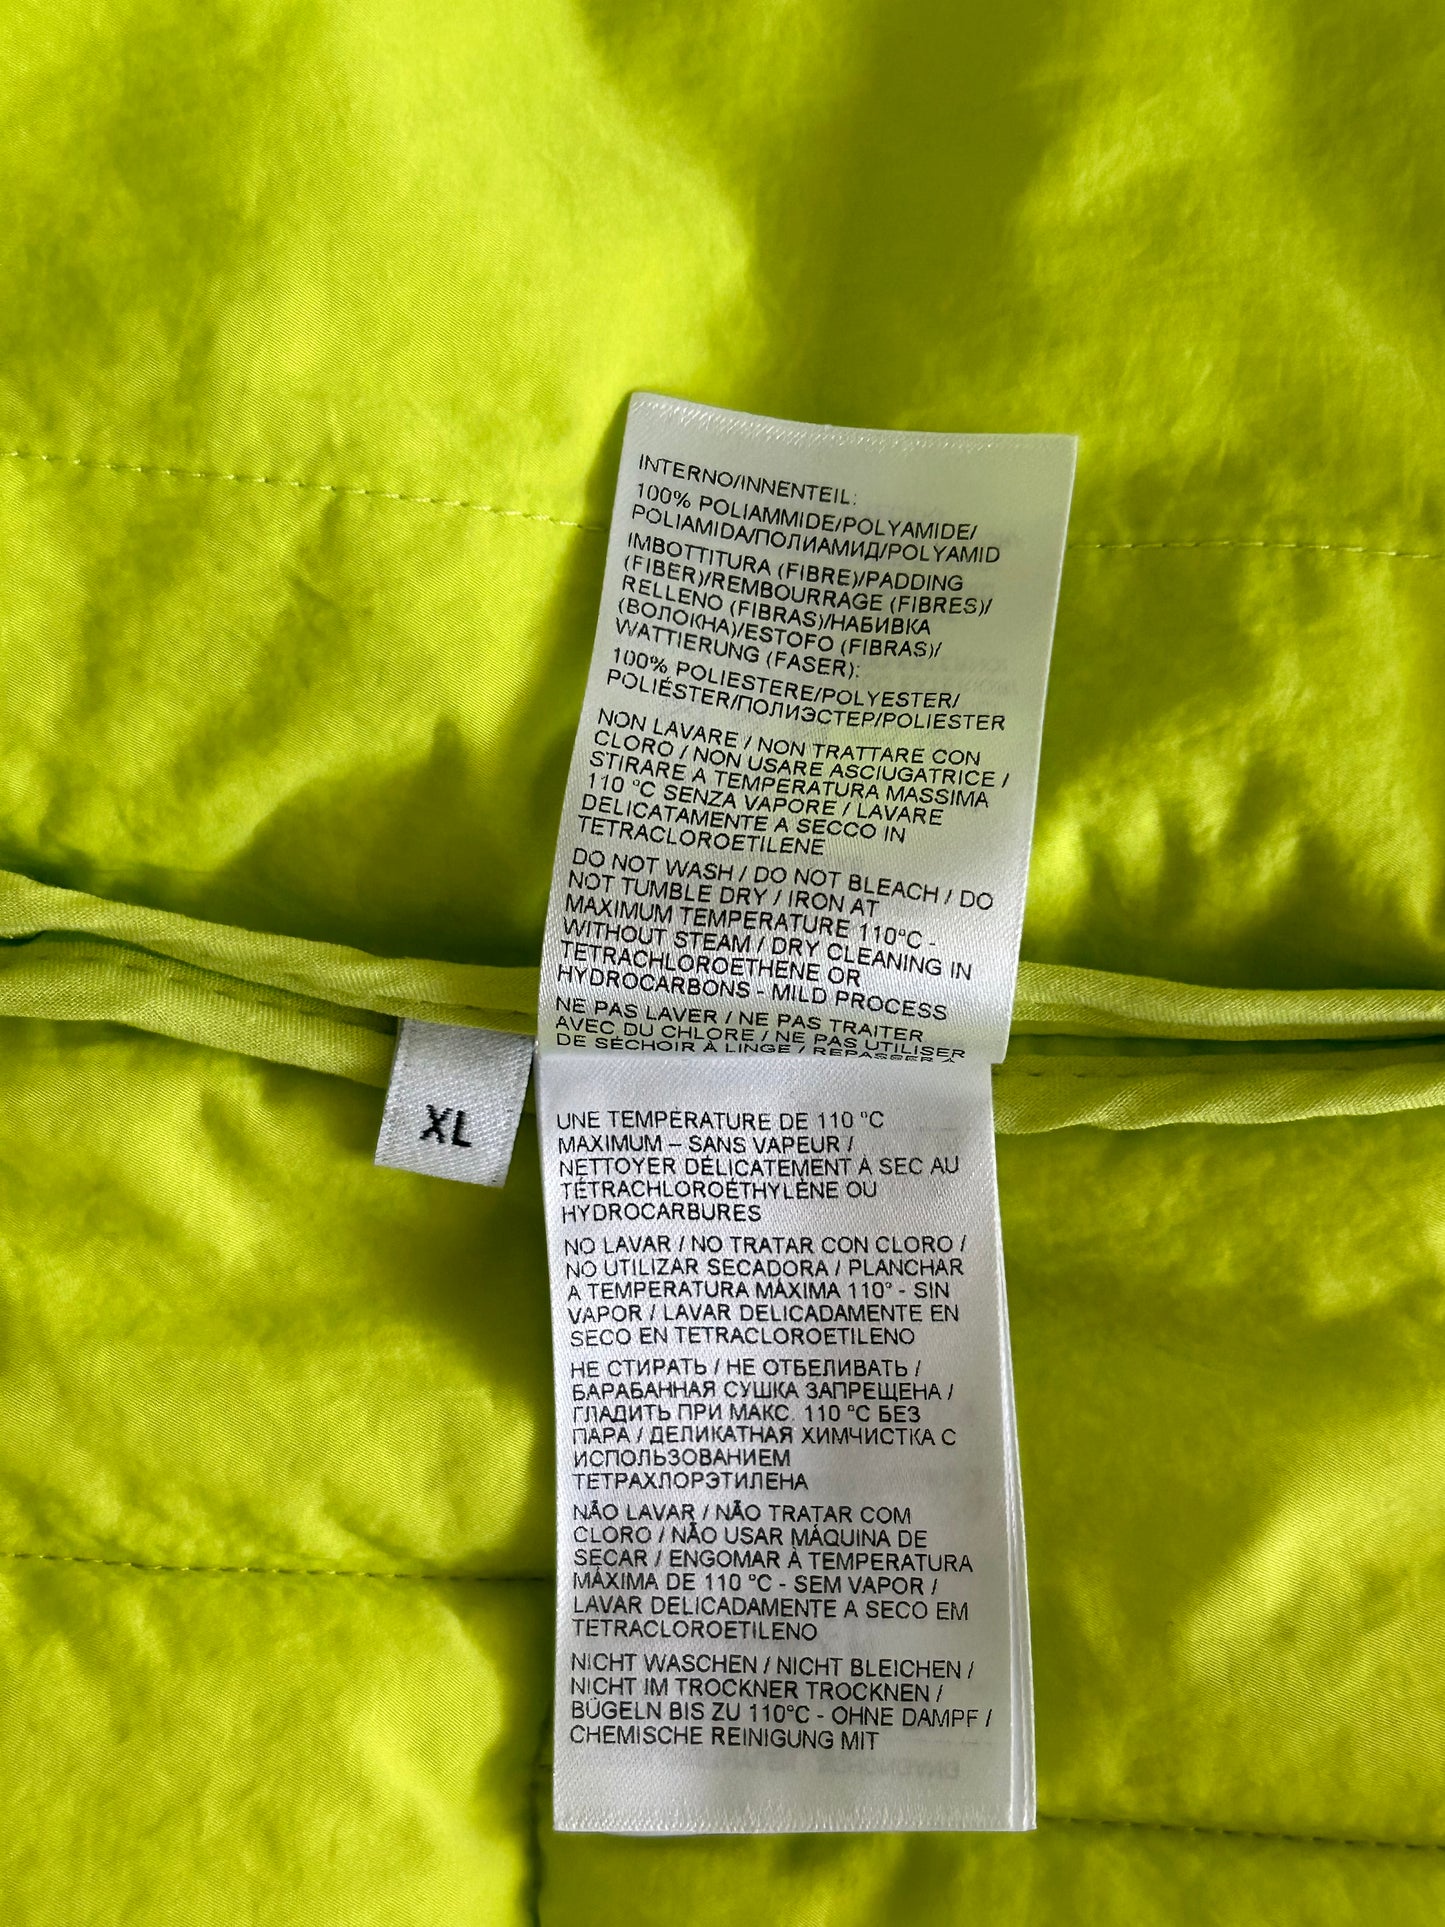 INTERNO/INNENTEIL:
100% POLIAMMIDE/POLYAMIDE/
POLIAMIDA/ПОЛИАМИД/POLYAMID
IMBOTTITURA (FIBRE)/PADDING
(FIBER)/REMBOURRAGE (FIBRES)/
RELLENO (FIBRAS)/НАБИВКА
(ВОЛОКНА)/ESTOFO (FIBRAS)/
WATTIERUNG (FASER):
100% POLIESTERE/POLYESTER/
POLIÉSTER/ПОЛИЭСТЕР/POLIESTER
NON LAVARE / NON TRATTARE CON
CLORO / NON USARE ASCIUGATRICE /
STIRARE A TEMPERATURA MASSIMA
110 °C SENZA VAPORE / LAVARE
DELICATAMENTE A SECCO IN
TETRACLOROETILENE
DO NOT WASH / DO NOT BLEACH / DO
NOT TUMBLE DRY / IRON AT
MAXIMUM TEMPERATURE 110°C -
WITHOUT STEAM / DRY CLEANING IN
TETRACHLOROETHENE OR
HYDROCARBONS - MILD PROCESS
NE PAS LAVER / NE PAS TRAITER
AVEC DU CHLORE / NE PAS UTILISER
DE SÉCHOIR À LINGE / REPASSER À
XL
UNE TEMPÉRATURE DE 110 °C
MAXIMUM – SANS VAPEUR /
NETTOYER DÉLICATEMENT À SEC AU
TÉTRACHLOROÉTHYLÈNE OU
HYDROCARBURES
NO LAVAR / NO TRATAR CON CLORO /
NO UTILIZAR SECADORA / PLANCHAR
A TEMPERATURA MÁXIMA 110° - SIN
VAPOR / LAVAR DELICADAMENTE EN
SECO EN TETRACLOROETILENO
НЕ СТИРАТЬ / НЕ ОТБЕЛИВАТЬ /
БАРАБАННАЯ СУШКА ЗАПРЕЩЕНА /
ГЛАДИТЬ ПРИ МАКС. 110 °C БЕЗ
ПАРА / ДЕЛИКАТНАЯ ХИМЧИСТКА С
ИСПОЛЬЗОВАНИЕМ
ТЕТРАХЛОРЭТИЛЕНА
NÃO LAVAR / NÃO TRATAR COM
CLORO / NÃO USAR MÁQUINA DE
SECAR / ENGOMAR À TEMPERATURA
MÁXIMA DE 110 °C - SEM VAPOR /
LAVAR DELICADAMENTE A SECO EM
TETRACLOROETILENO
NICHT WASCHEN / NICHT BLEICHEN /
NICHT IM TROCKNER TROCKNEN /
BÜGELN BIS ZU 110°C - OHNE DAMPF /
CHEMISCHE REINIGUNG MIT